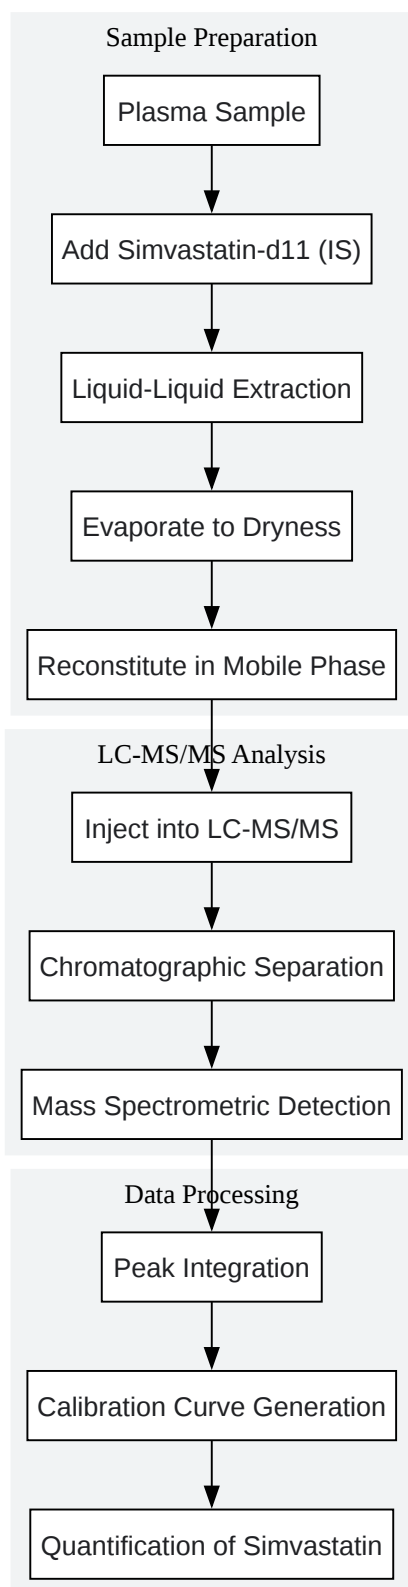 Sample Preparation
Plasma Sample
Add Simvastatin-d11 (IS)
Liquid-Liquid Extraction
Evaporate to Dryness
Reconstitute in Mobile Phase
LC-MS/MS Analysis
Inject into LC-MS/MS
Chromatographic Separation
Mass Spectrometric Detection
Data Processing
Peak Integration
Calibration Curve Generation
Quantification of Simvastatin